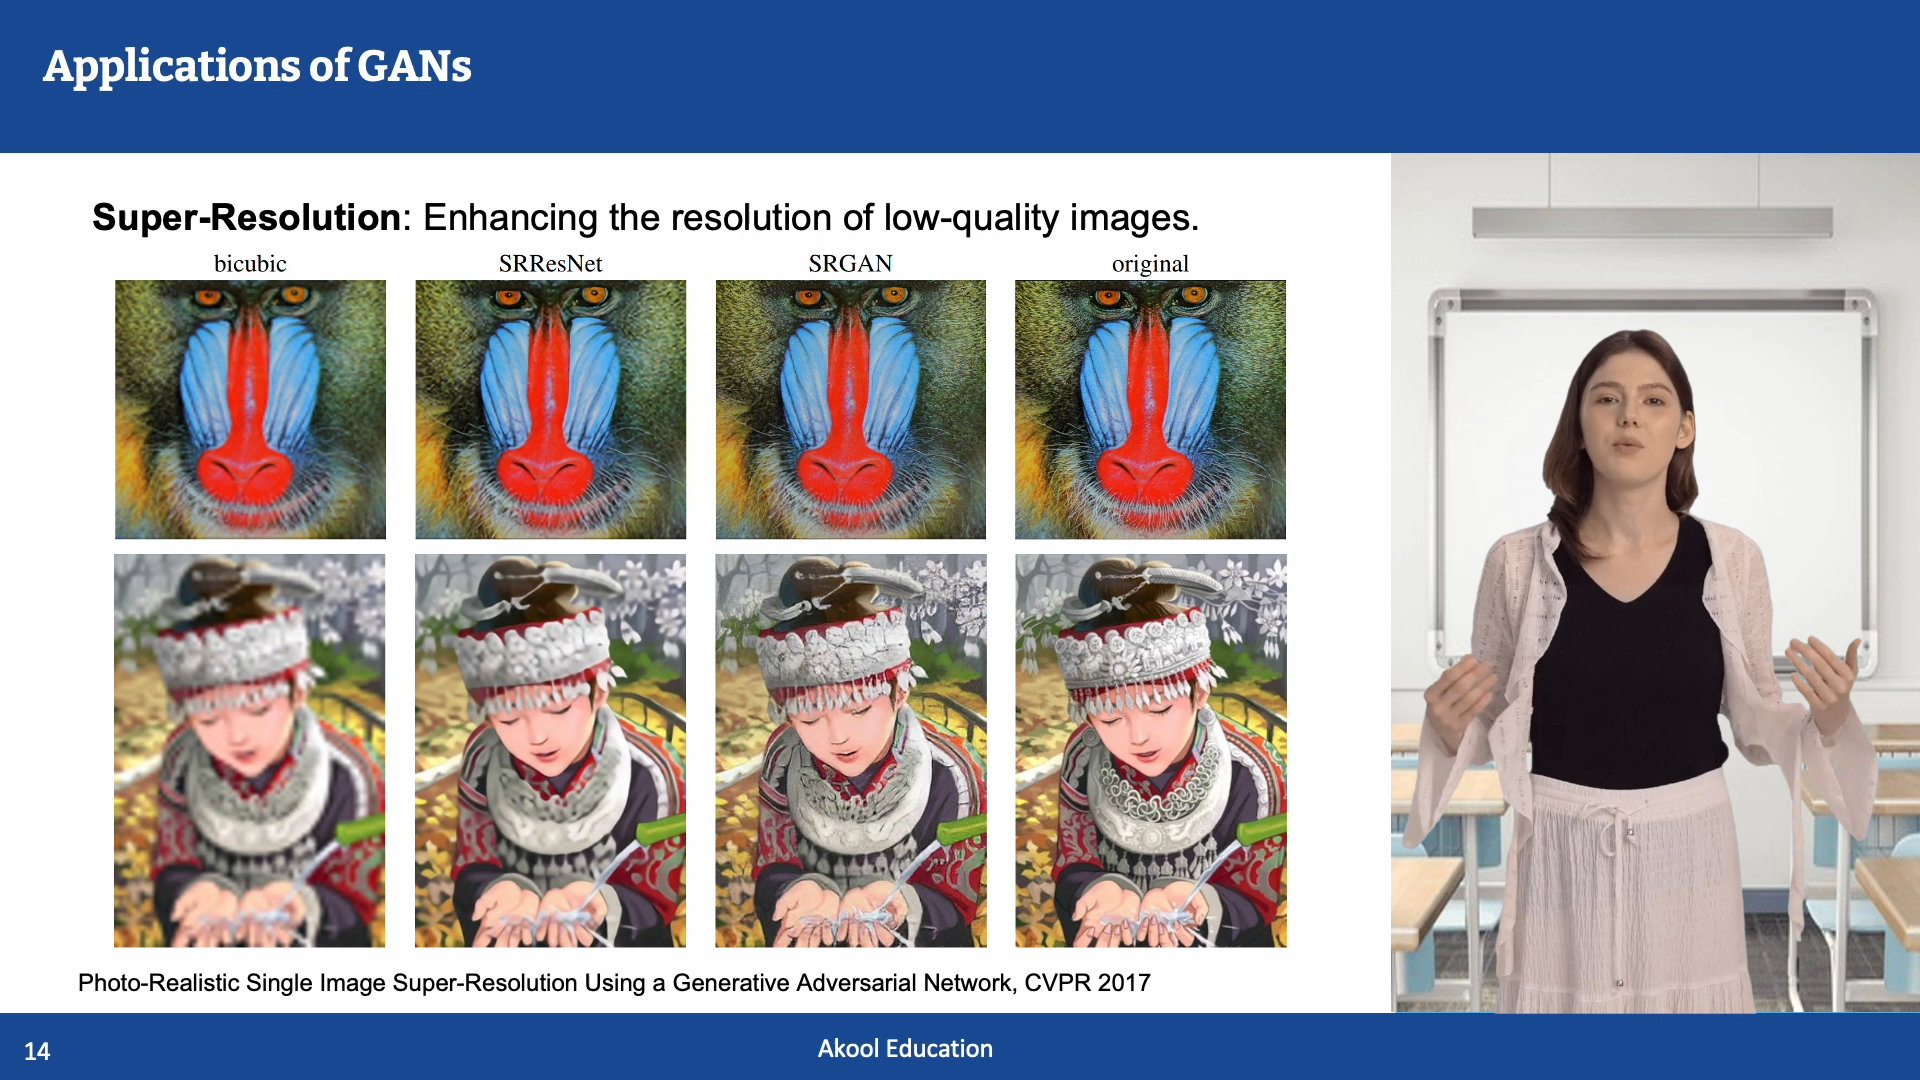 Applications of GANs
Super-Resolution: Enhancing the resolution of low-quality images.
bicubic SRResNet SRGAN original
Photo-Realistic Single Image Super-Resolution Using a Generative Adversarial Network, CVPR 2017
14 Akool Education